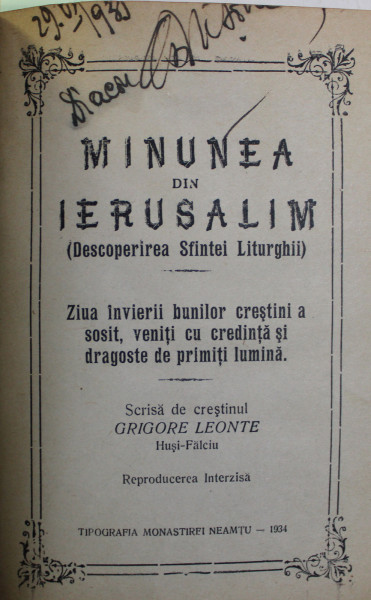 MINUNEA
DIN
IERUSALIM
(Descoperirea Sfintei Liturghii)
Ziua învierii bunilor creştini a
sosit, veniţi cu credinţă şi
dragoste de primiţi lumină.
Scrisă de creştinul
GRIGORE LEONTE
Huşi-Fălciu
Reproducerea Interzisă
TIPOGRAFIA MONASTIREI NEAMŢU — 1934